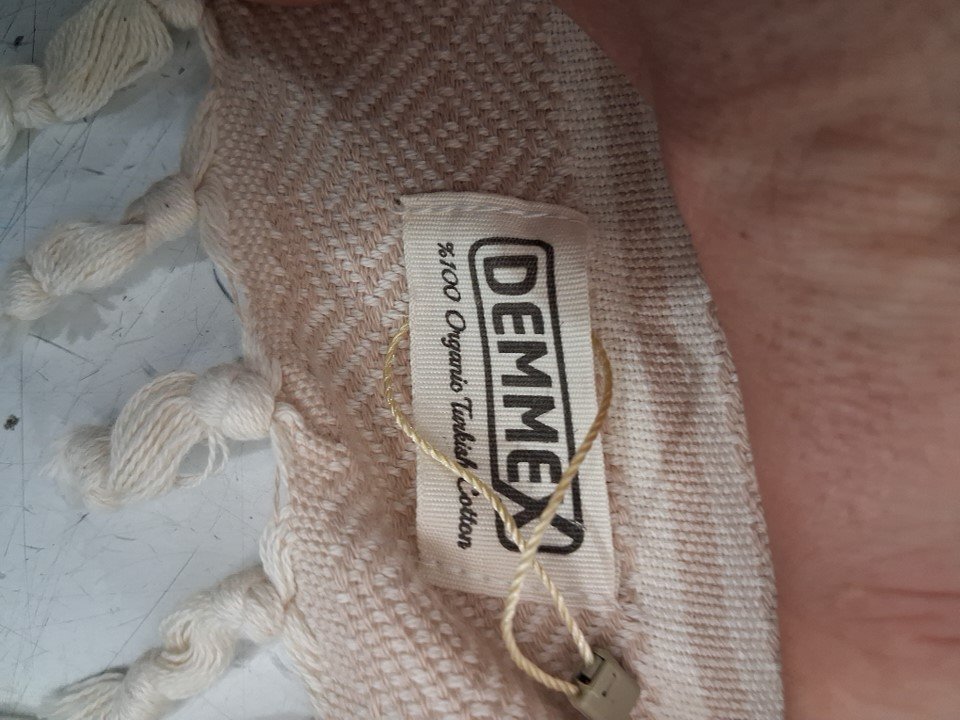 DEMMEX
%100 Organic Turkish Cotton